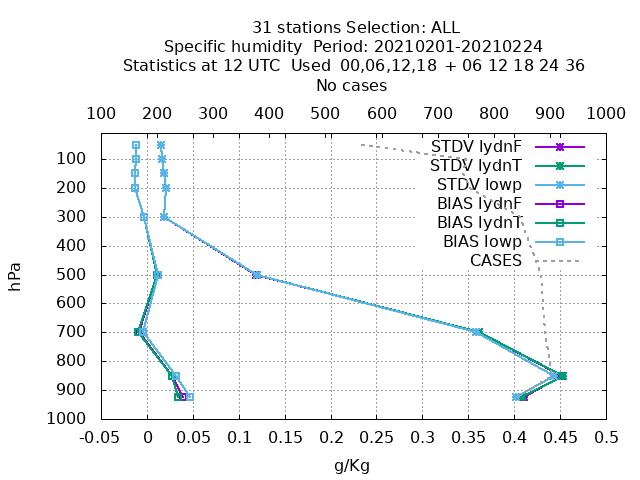 31 stations Selection: ALL
Specific humidity  Period: 20210201-20210224
Statistics at 12 UTC  Used  00,06,12,18  + 06 12 18 24 36
No cases
100 200 300 400 500 600 700 800 900 1000
STDV lydnF
STDV lydnT
STDV lowp
BIAS lydnF
BIAS lydnT
BIAS lowp
CASES
hPa
100
200
300
400
500
600
700
800
900
1000
-0.05 0 0.05 0.1 0.15 0.2 0.25 0.3 0.35 0.4 0.45 0.5
g/Kg